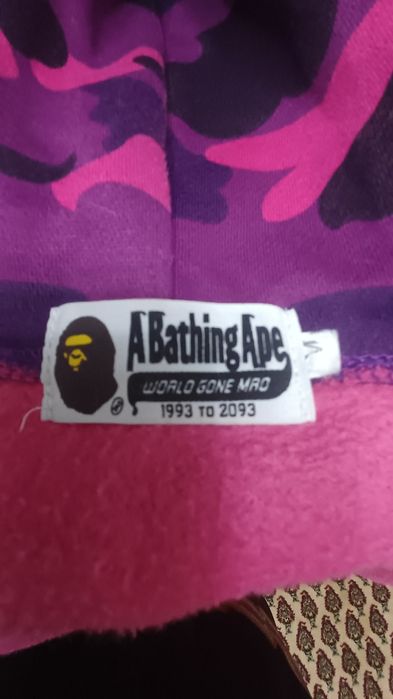 A Bathing Ape
WORLD GONE MAD
1993 TO 2093
M